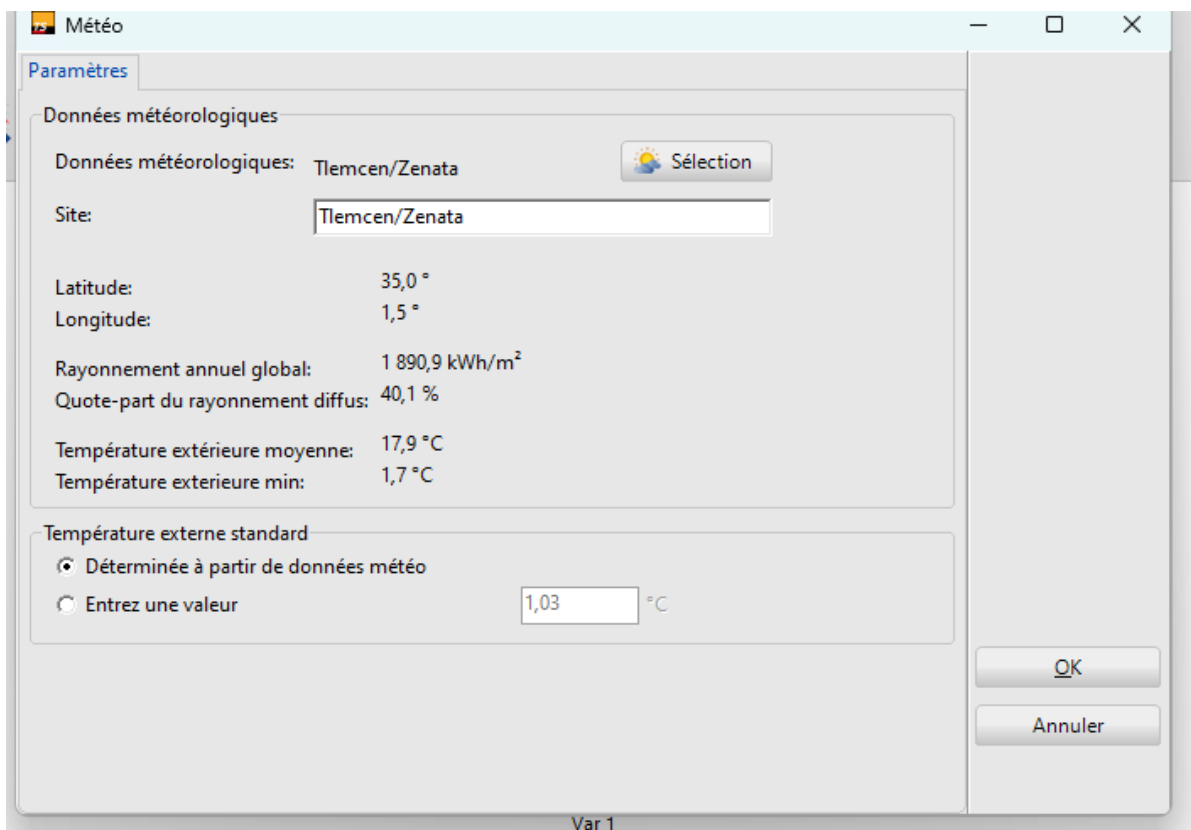 TS Météo
Paramètres
Données météorologiques
Données météorologiques: Tlemcen/Zenata Sélection
Site: Tlemcen/Zenata
Latitude: 35,0 °
Longitude: 1,5 °
Rayonnement annuel global: 1 890,9 kWh/m²
Quote-part du rayonnement diffus: 40,1 %
Température extérieure moyenne: 17,9 °C
Température exterieure min: 1,7 °C
Température externe standard
Déterminée à partir de données météo
Entrez une valeur 1,03 °C
OK
Annuler
Var 1